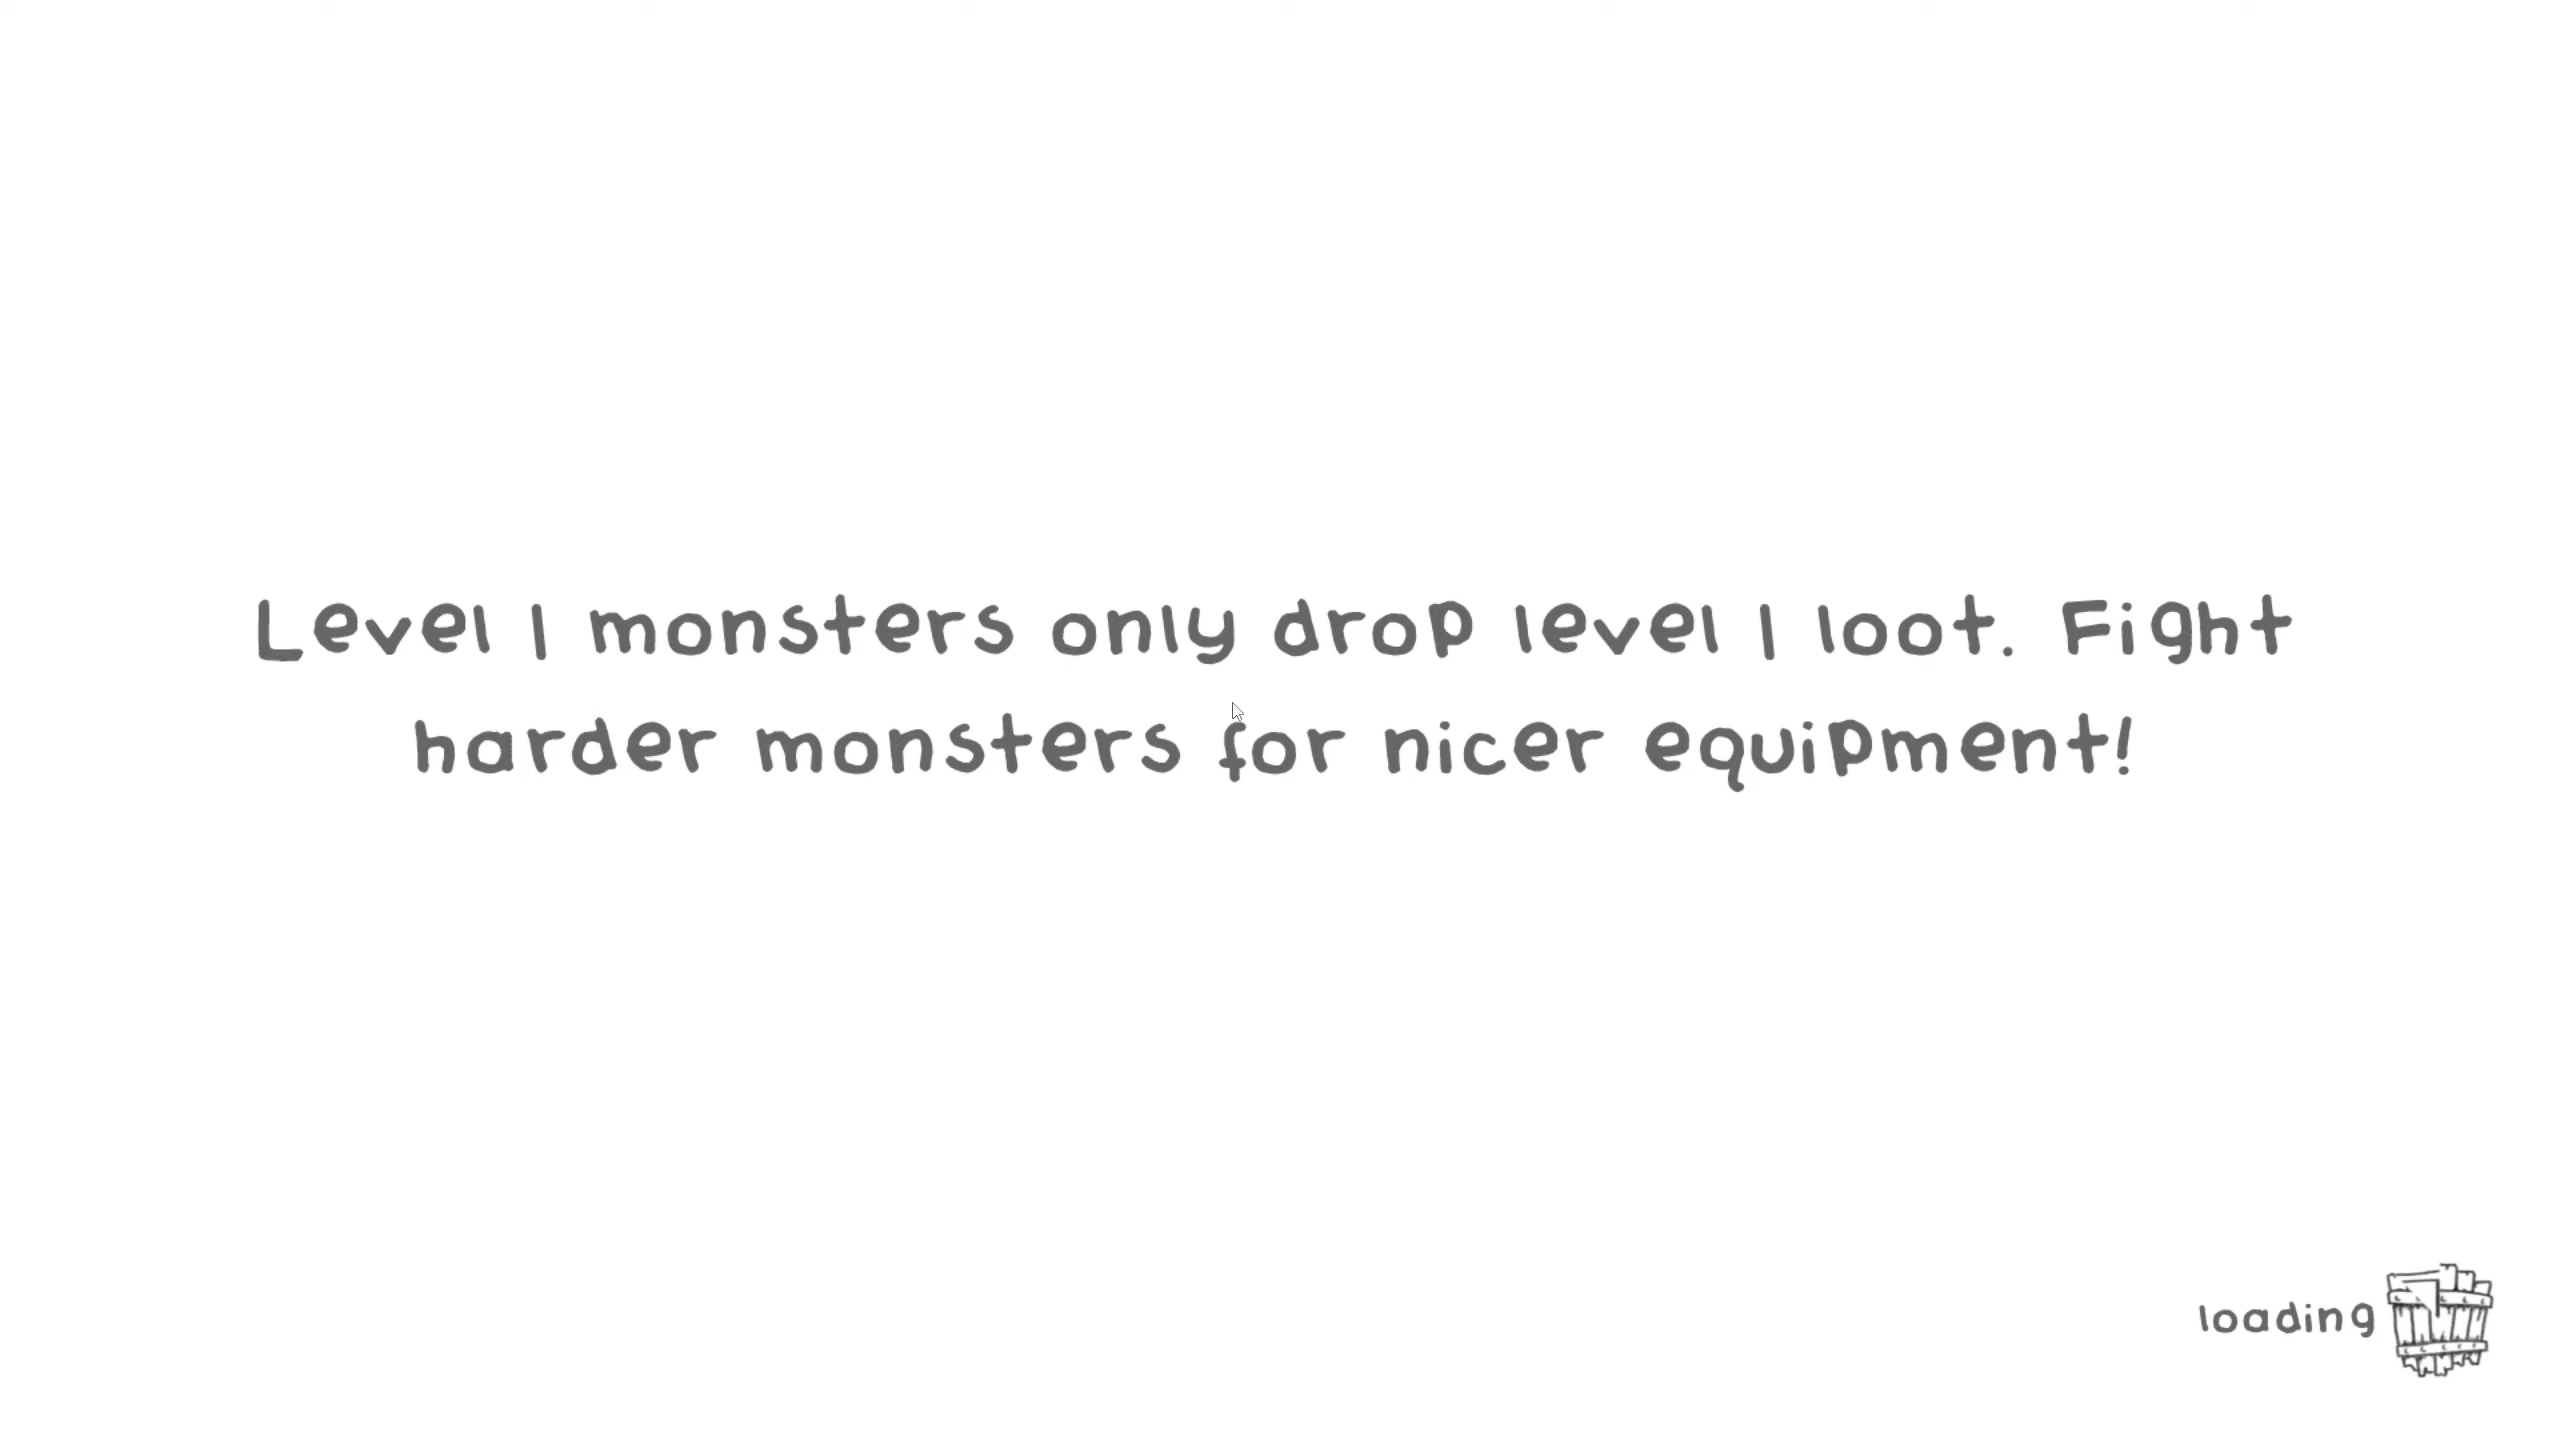 Level 1 monsters only drop level 1 loot. Fight
harder monsters for nicer equipment!
loading